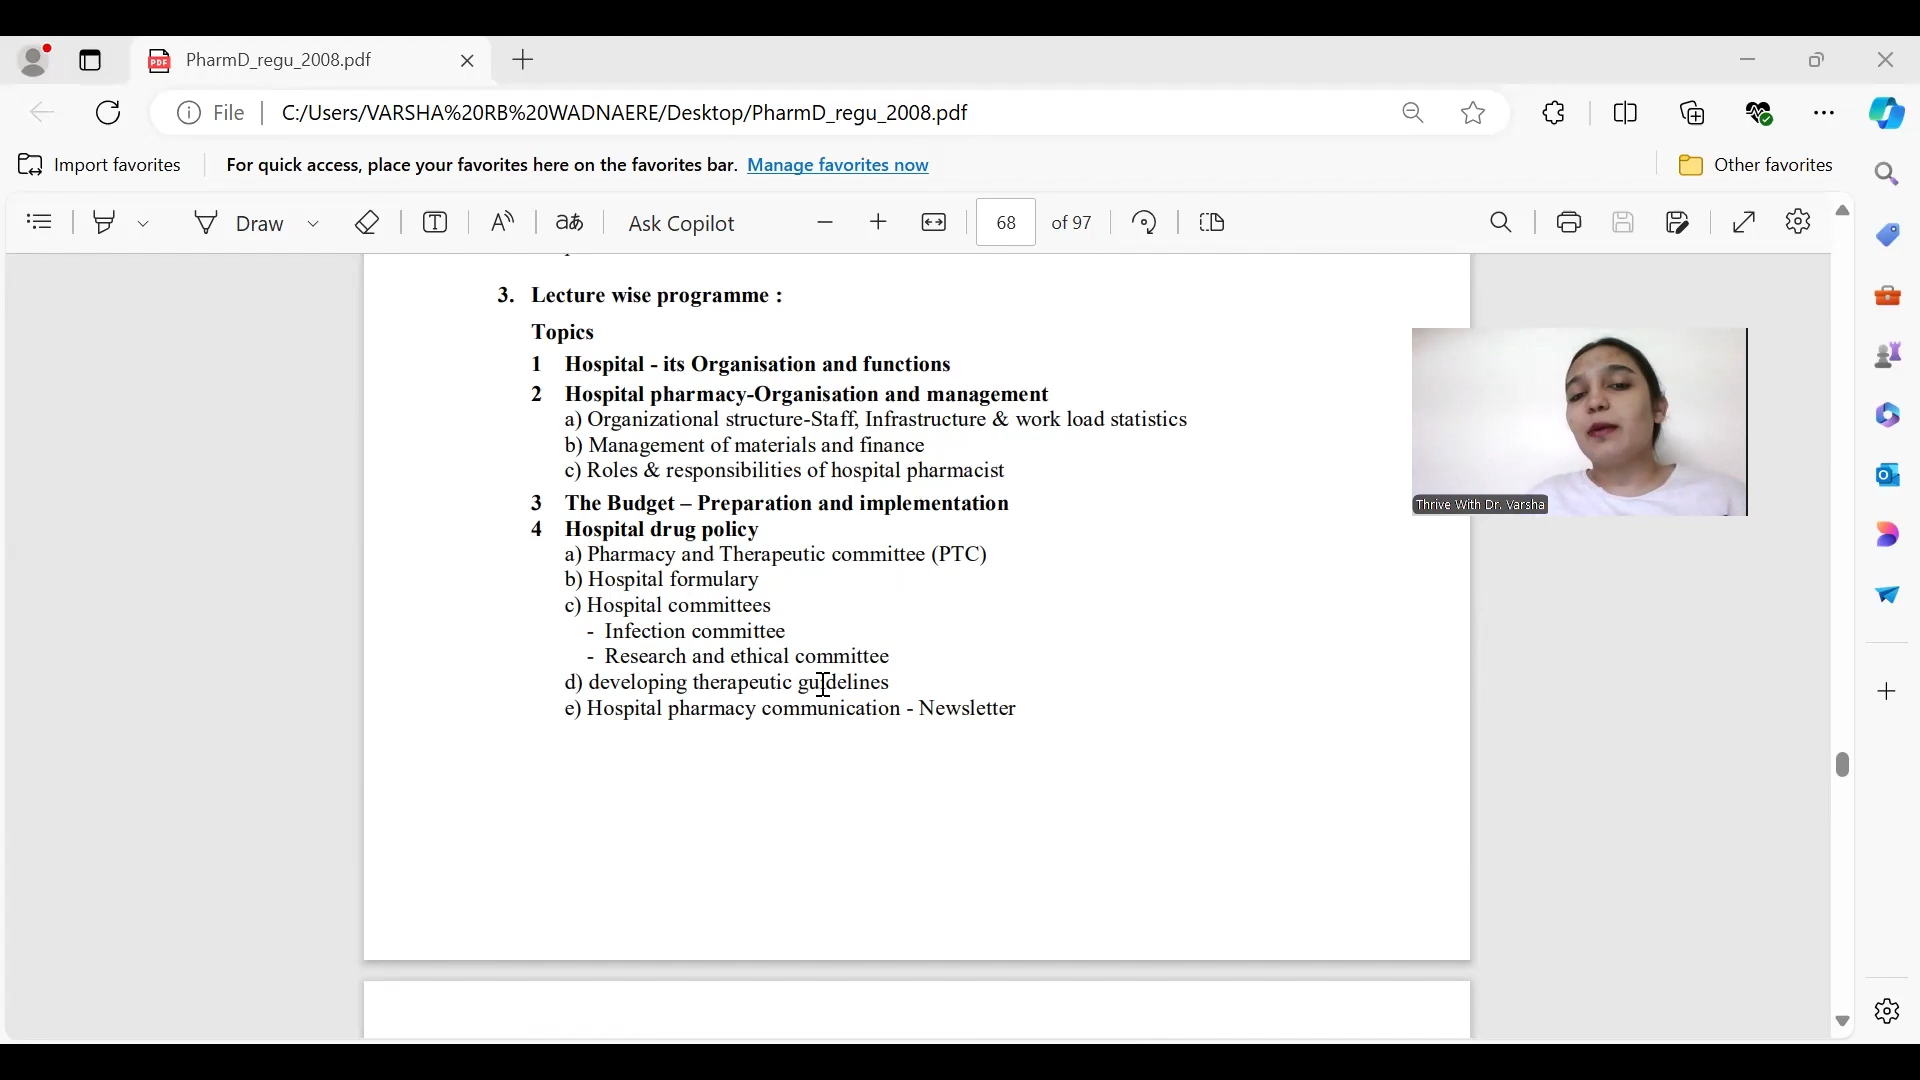 PharmD_regu_2008.pdf
File
C:/Users/VARSHA%20RB%20WADNAERE/Desktop/PharmD_regu_2008.pdf
Import favorites
For quick access, place your favorites here on the favorites bar. Manage favorites now
Other favorites
Draw
Ask Copilot
68 of 97
3. Lecture wise programme :
Topics
1 Hospital - its Organisation and functions
2 Hospital pharmacy-Organisation and management
a) Organizational structure-Staff, Infrastructure & work load statistics
b) Management of materials and finance
c) Roles & responsibilities of hospital pharmacist
3 The Budget – Preparation and implementation
4 Hospital drug policy
a) Pharmacy and Therapeutic committee (PTC)
b) Hospital formulary
c) Hospital committees
- Infection committee
- Research and ethical committee
d) developing therapeutic guidelines
e) Hospital pharmacy communication - Newsletter
Thrive With Dr. Varsha